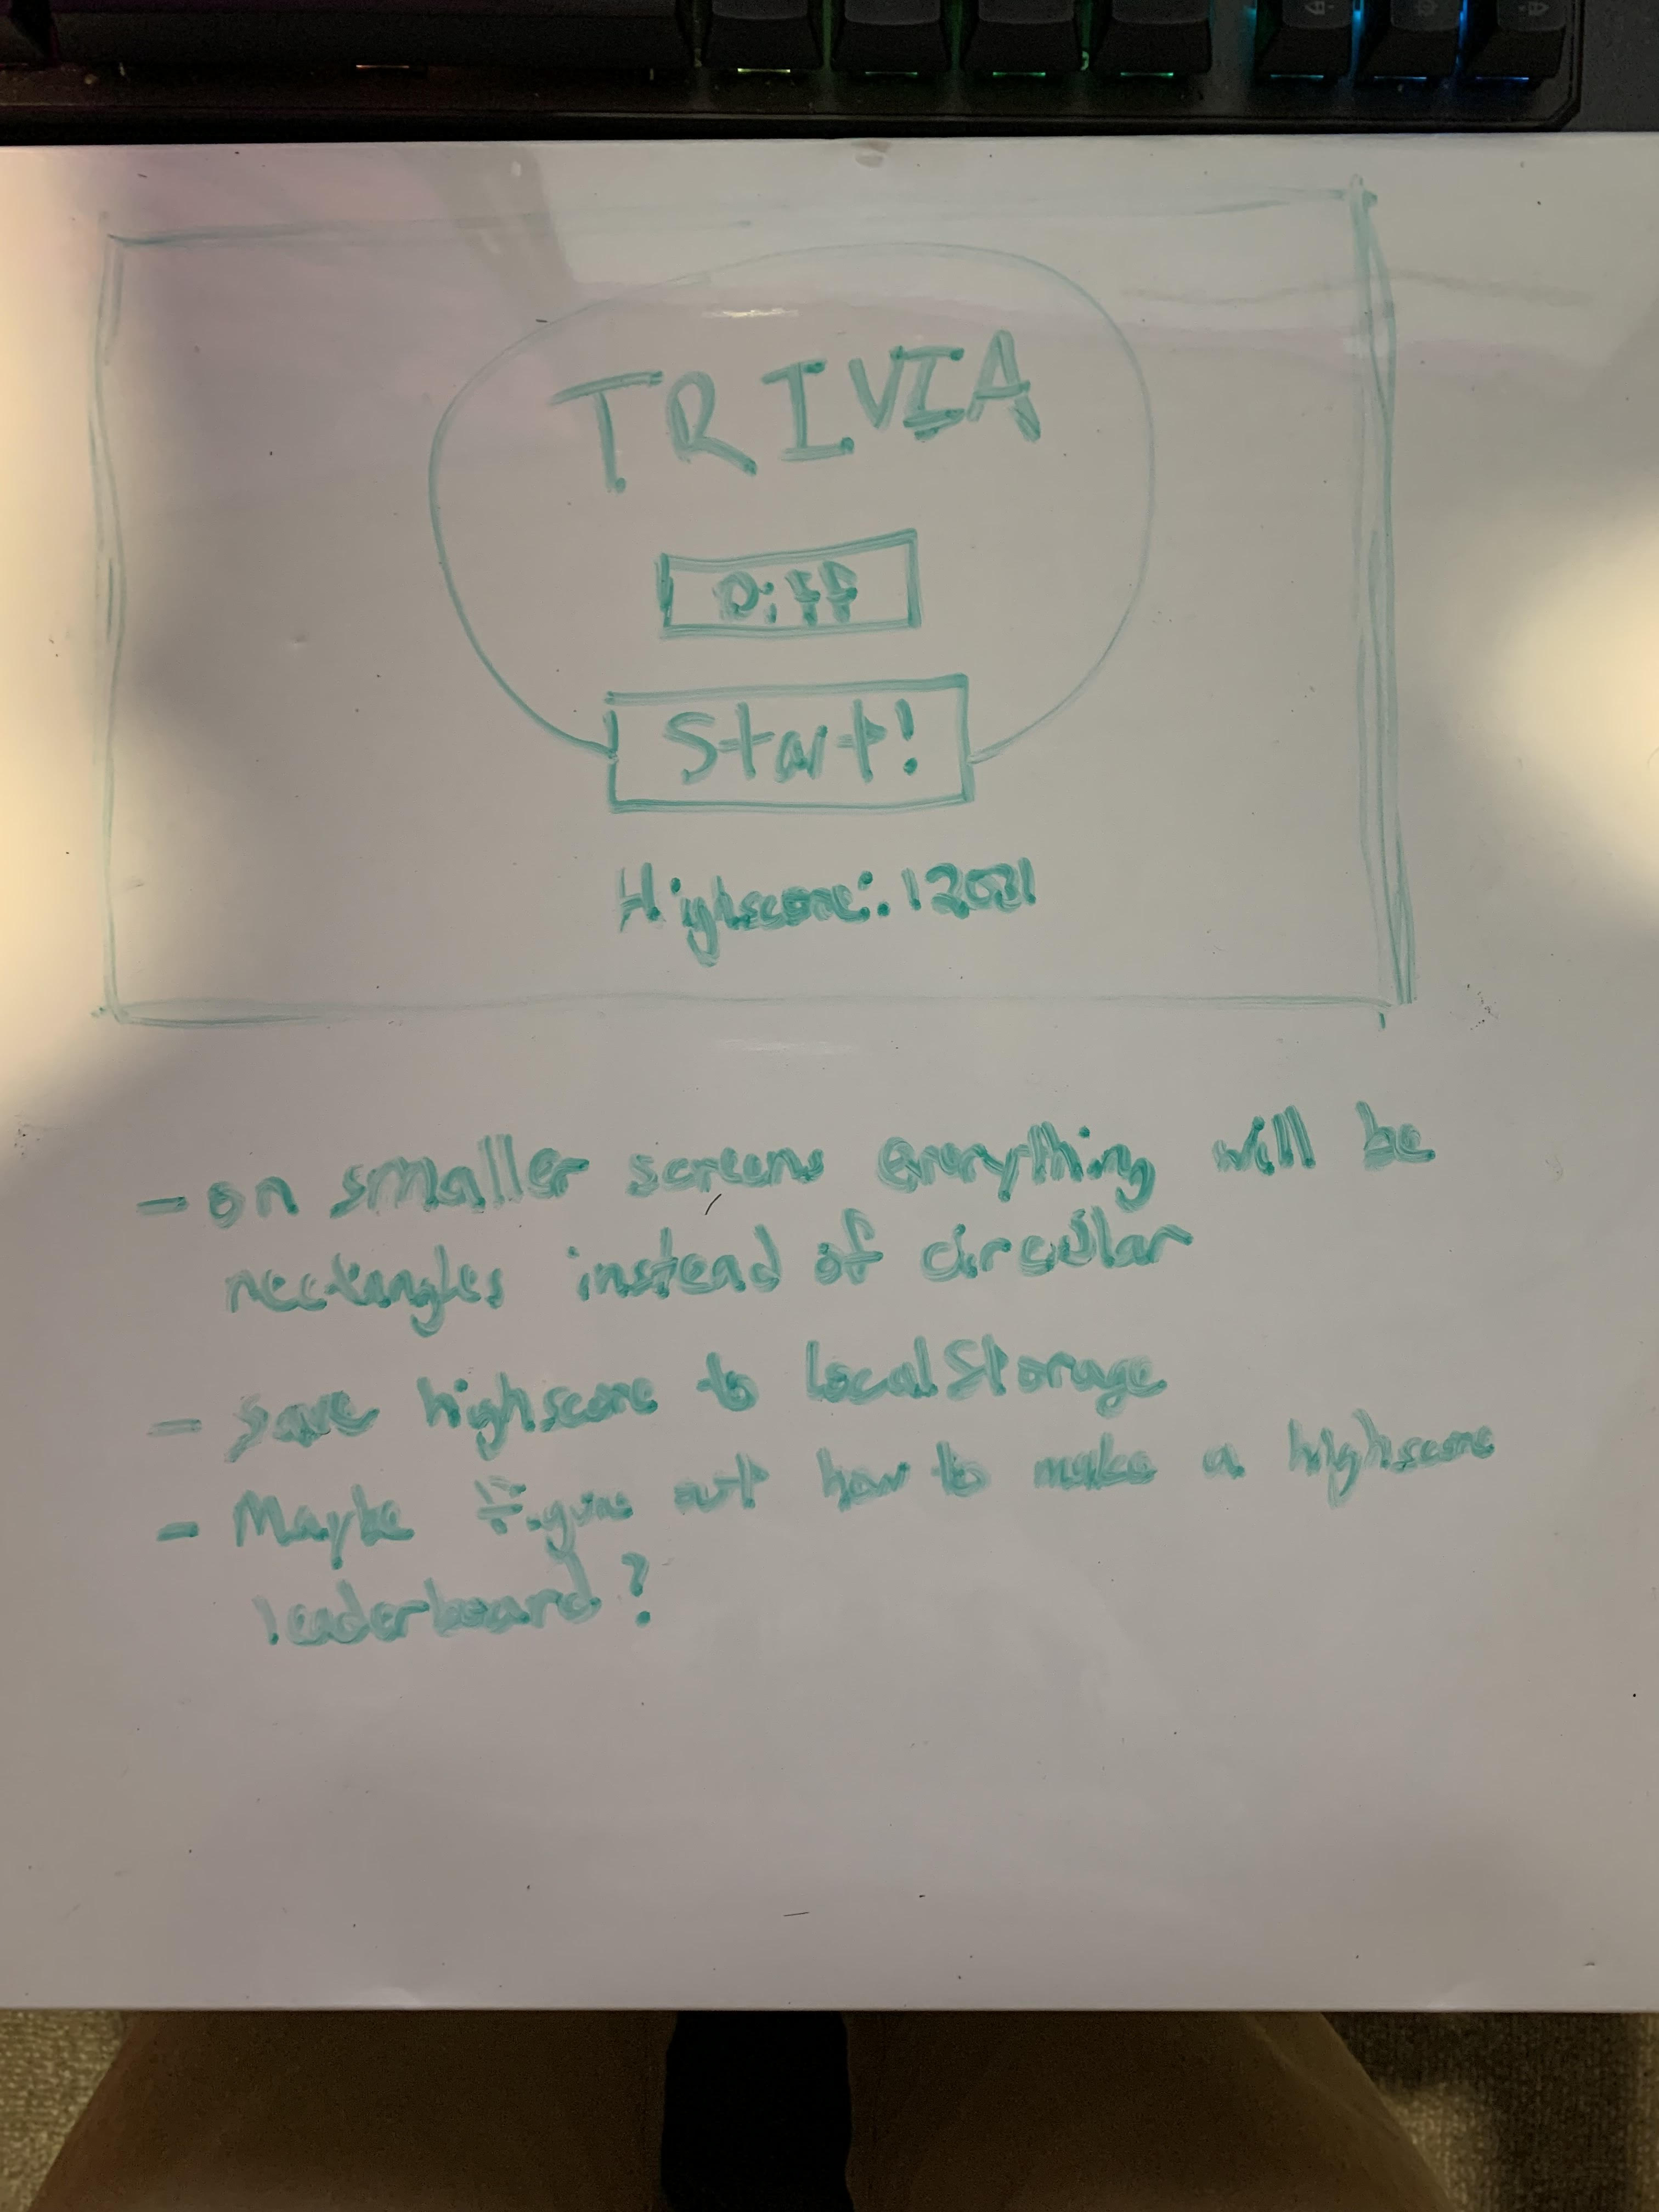 TRIVIA
Diff
Start!
Highscore: 12031
- on smaller screens everything will be
rectangles instead of circular
- save highscore to localStorage
- Maybe figure out how to make a highscore
leaderboard?